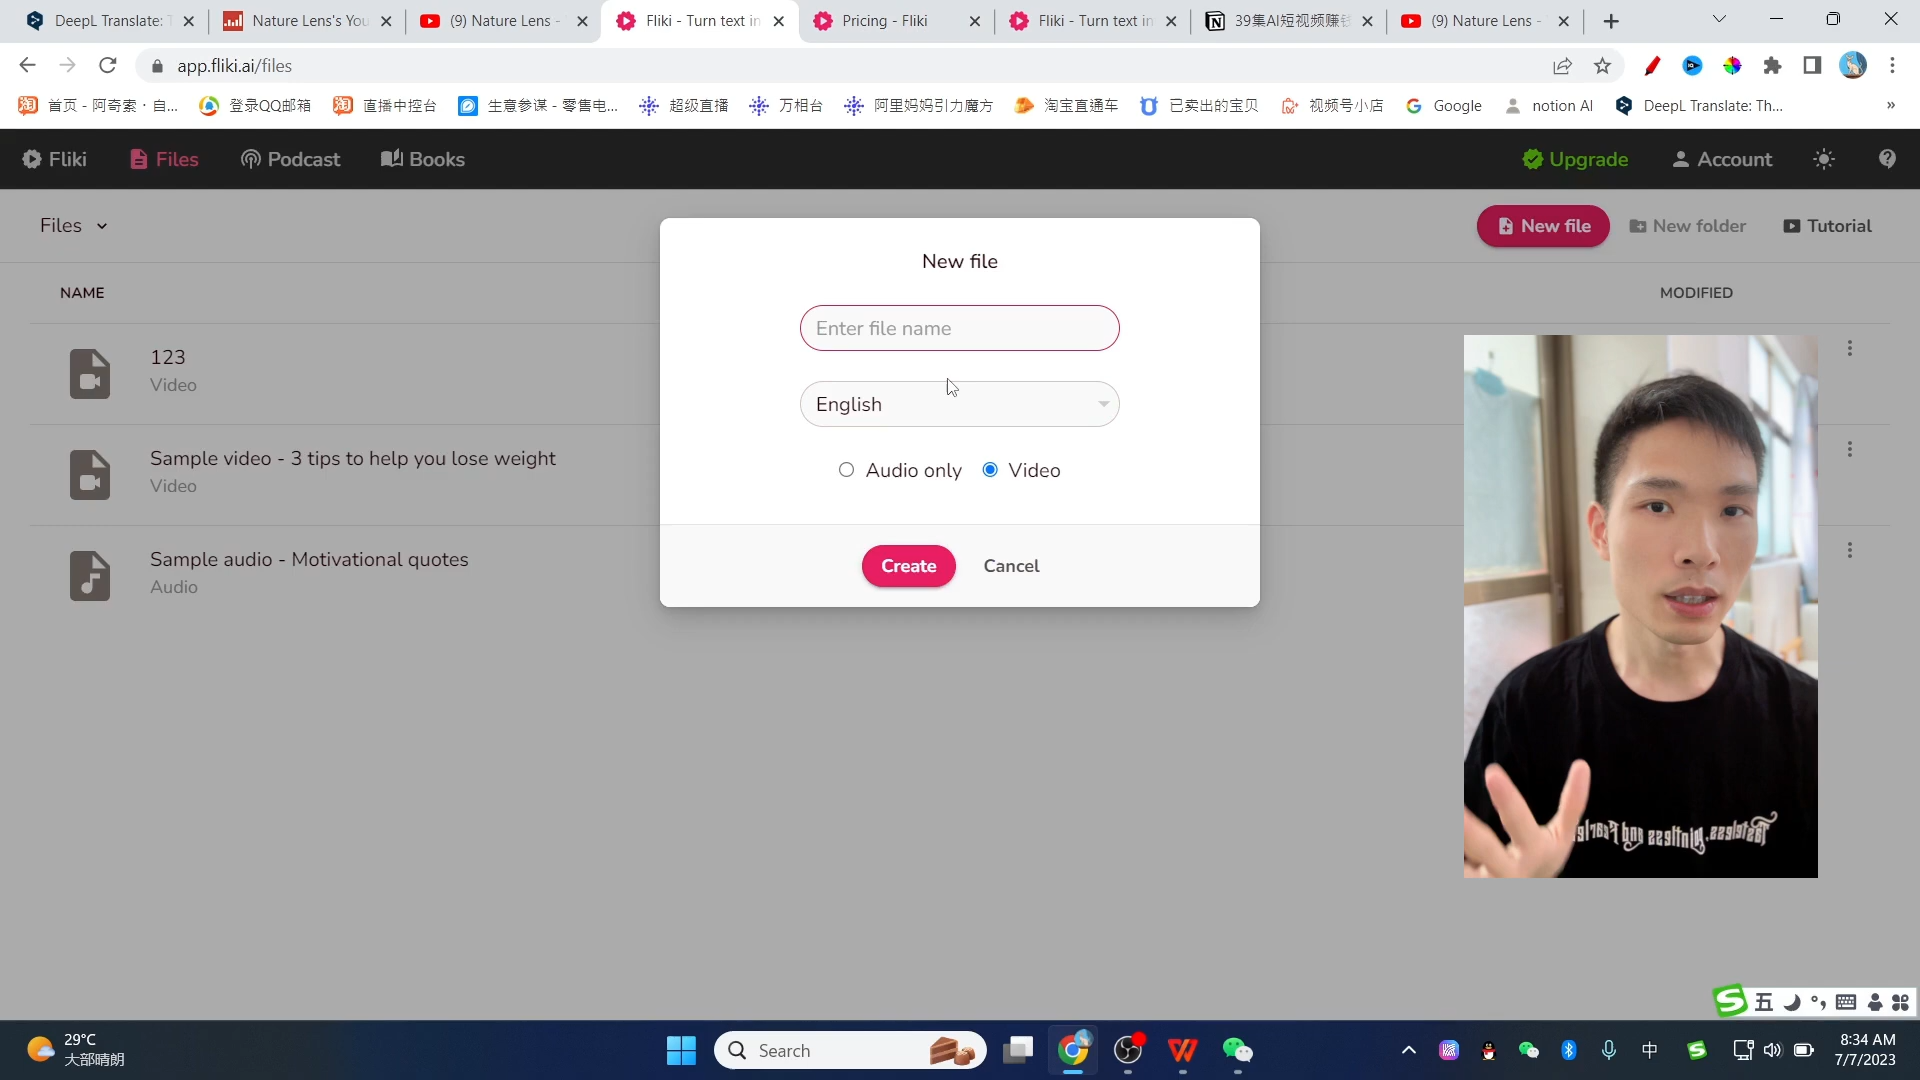 DeepL Translate: T
Nature Lens's You
(9) Nature Lens -
Fliki - Turn text in
Pricing - Fliki
Fliki - Turn text in
39集AI短视频赚钱
(9) Nature Lens -
app.fliki.ai/files
首页 - 阿奇索 · 自...
登录QQ邮箱
直播中控台
生意参谋 - 零售电...
超级直播
万相台
阿里妈妈引力魔方
淘宝直通车
已卖出的宝贝
视频号小店
Google
notion AI
DeepL Translate: Th...
»
Fliki
Files
Podcast
Books
Upgrade
Account
Files
New file
New folder
Tutorial
NAME
MODIFIED
123
Video
Sample video - 3 tips to help you lose weight
Video
Sample audio - Motivational quotes
Audio
New file
Enter file name
English
Audio only
Video
Create
Cancel
五
29°C
大部晴朗
Search
中
8:34 AM
7/7/2023